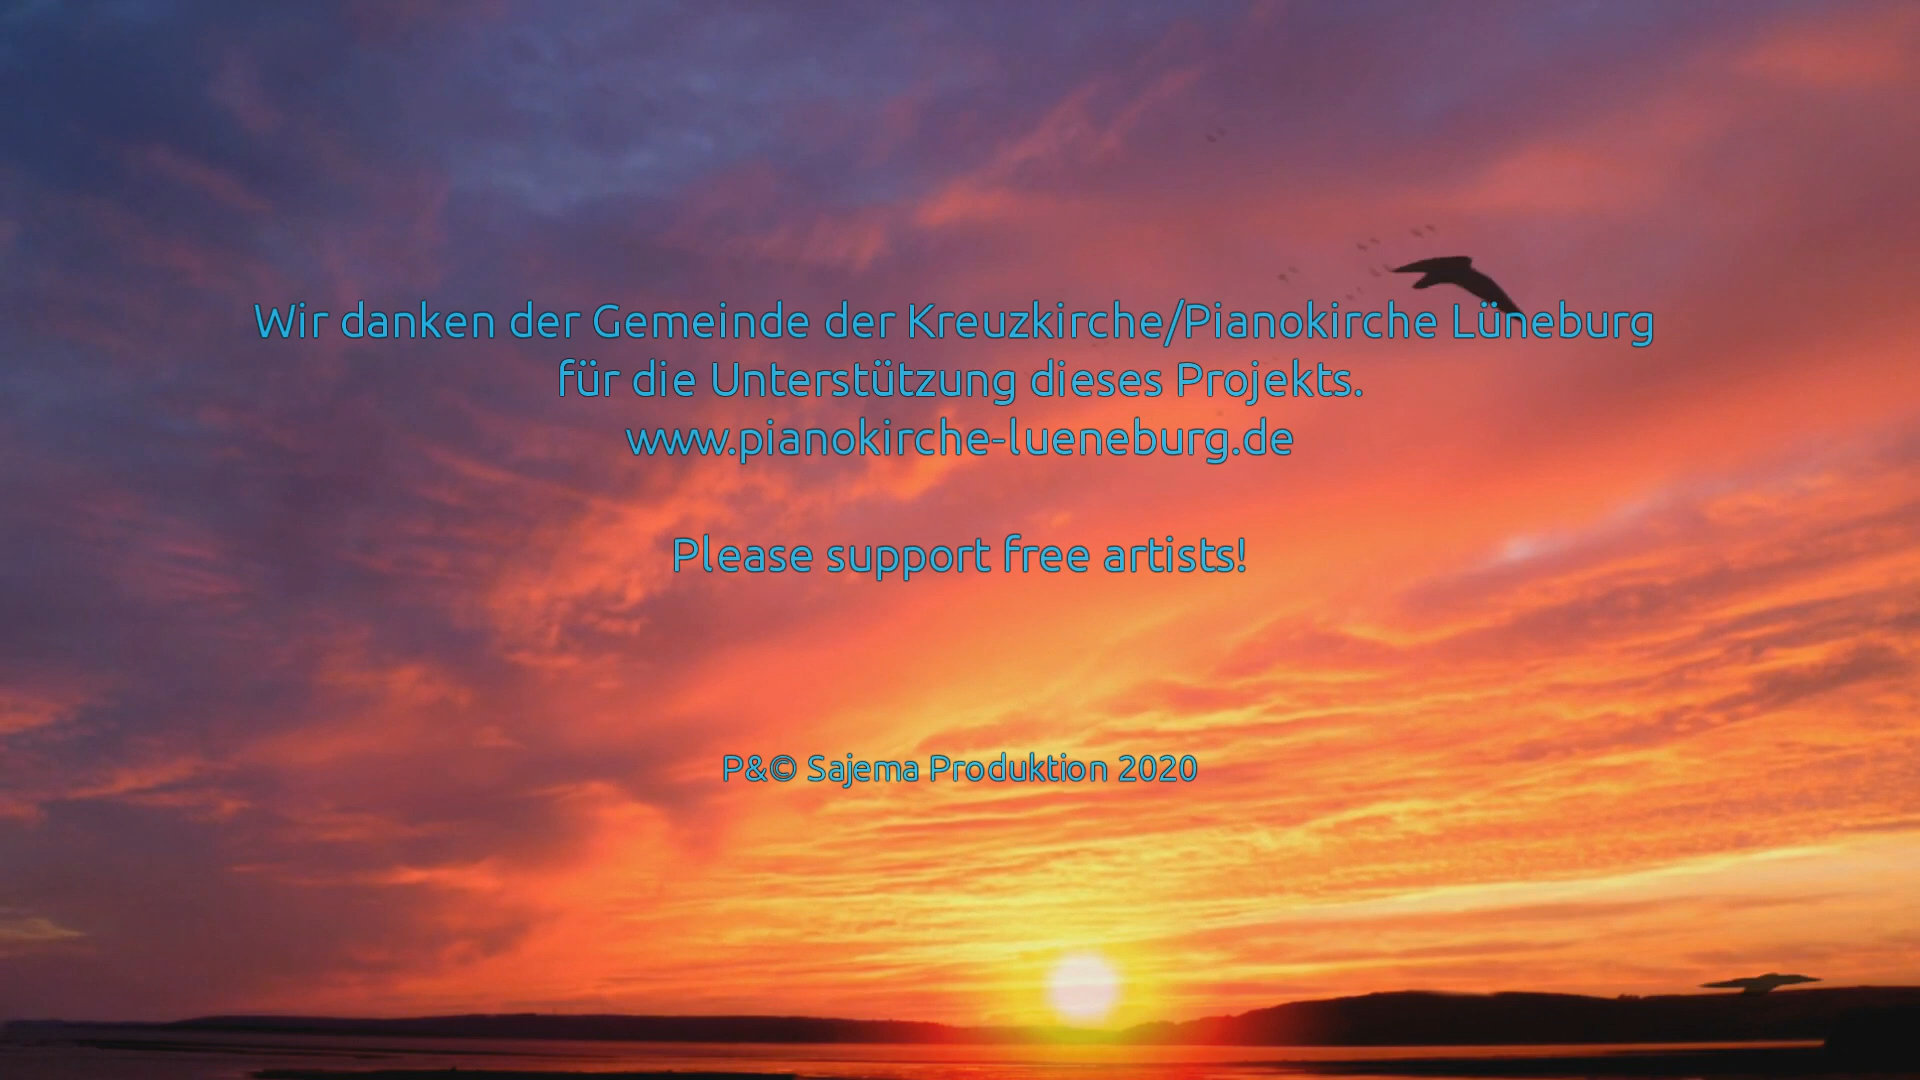 Wir danken der Gemeinde der Kreuzkirche/Pianokirche Lüneburg
für die Unterstützung dieses Projekts.
www.pianokirche-lueneburg.de
Please support free artists!
P&© Sajema Produktion 2020